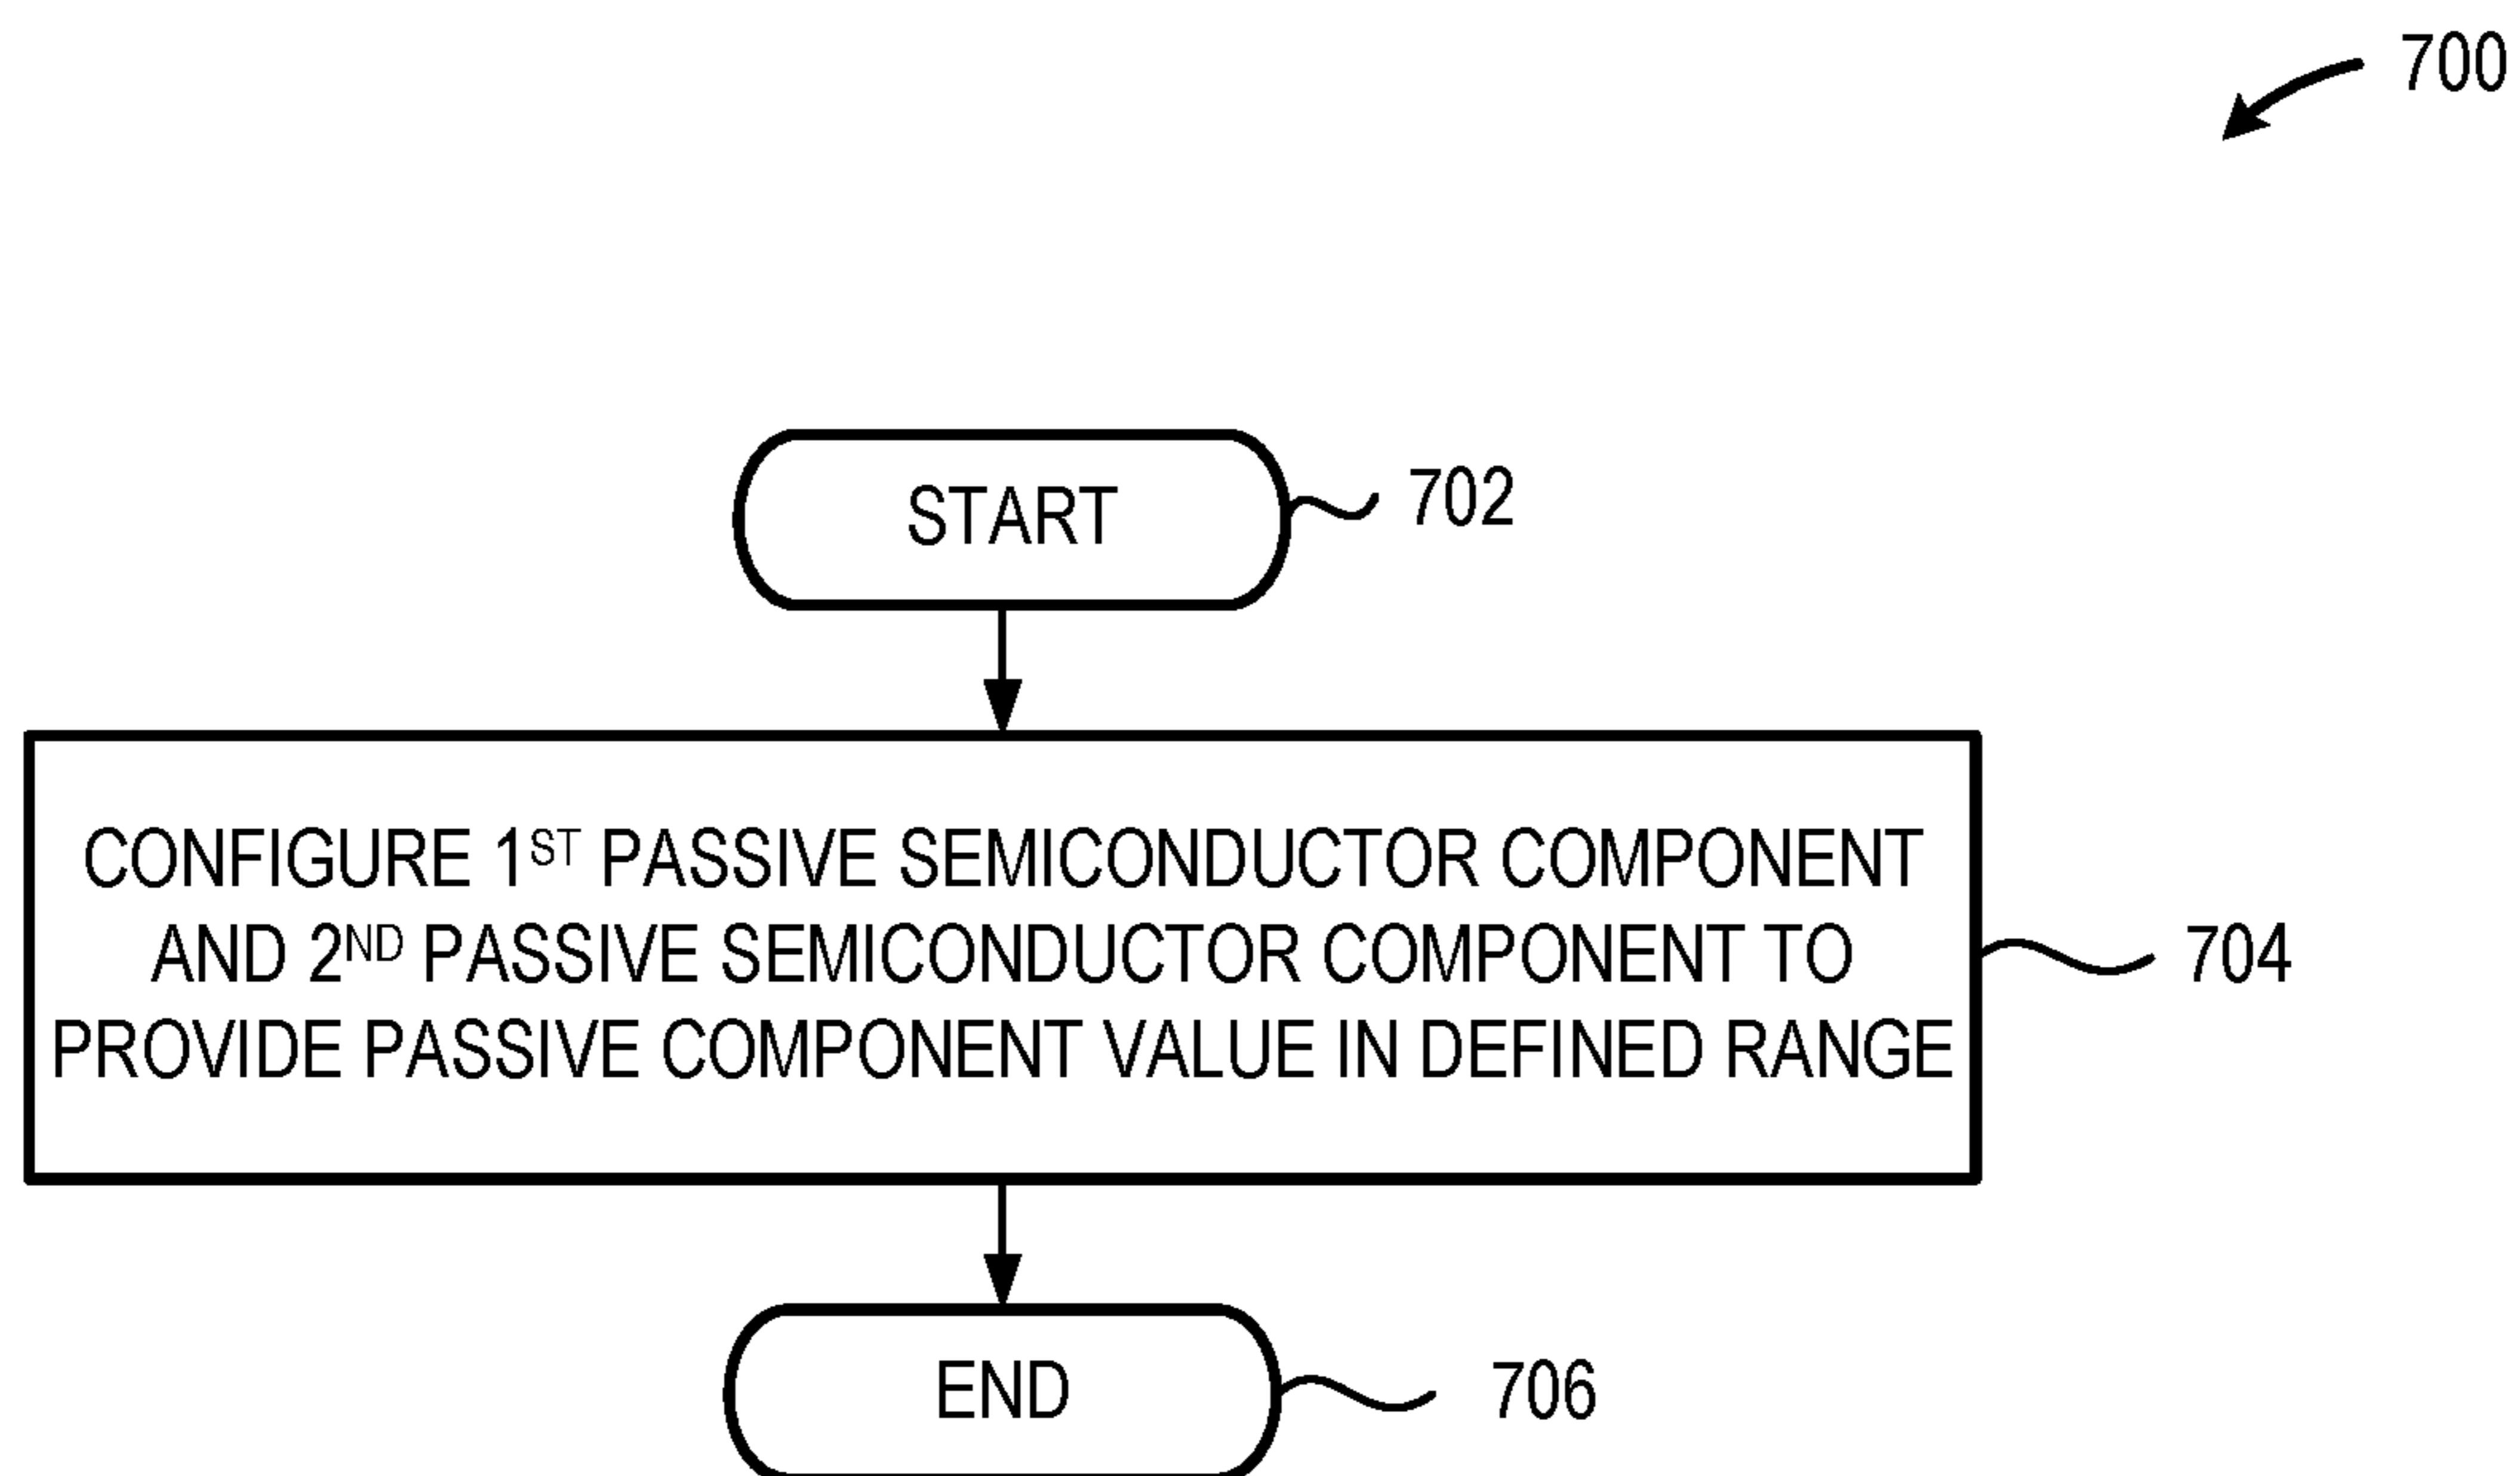 700
START
702
CONFIGURE 1ST PASSIVE SEMICONDUCTOR COMPONENT
AND 2ND PASSIVE SEMICONDUCTOR COMPONENT TO
PROVIDE PASSIVE COMPONENT VALUE IN DEFINED RANGE
704
END
706